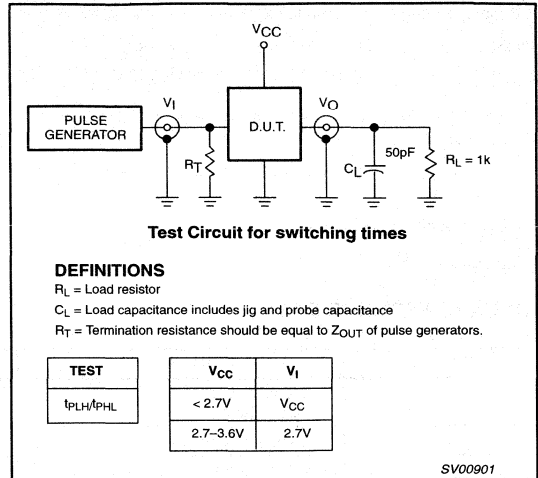 VCC
VI
VO
PULSE
GENERATOR
D.U.T.
RT
50pF
CL
RL = 1k
Test Circuit for switching times
DEFINITIONS
RL = Load resistor
CL = Load capacitance includes jig and probe capacitance
RT = Termination resistance should be equal to ZOUT of pulse generators.
TEST VCC VI
tPLH/tPHL < 2.7V VCC
2.7–3.6V 2.7V
SV00901